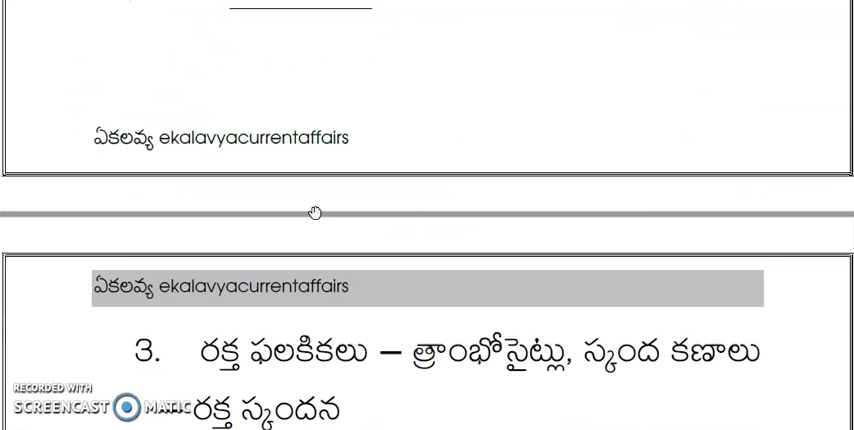 ఏకలవ్య ekalavyacurrentaffairs
ఏకలవ్య ekalavyacurrentaffairs
3. రక్త ఫలకికలు – త్రాంభోసైట్లు, స్కంద కణాలు
– రక్త స్కందన
RECORDED WITH
SCREENCAST MATIC